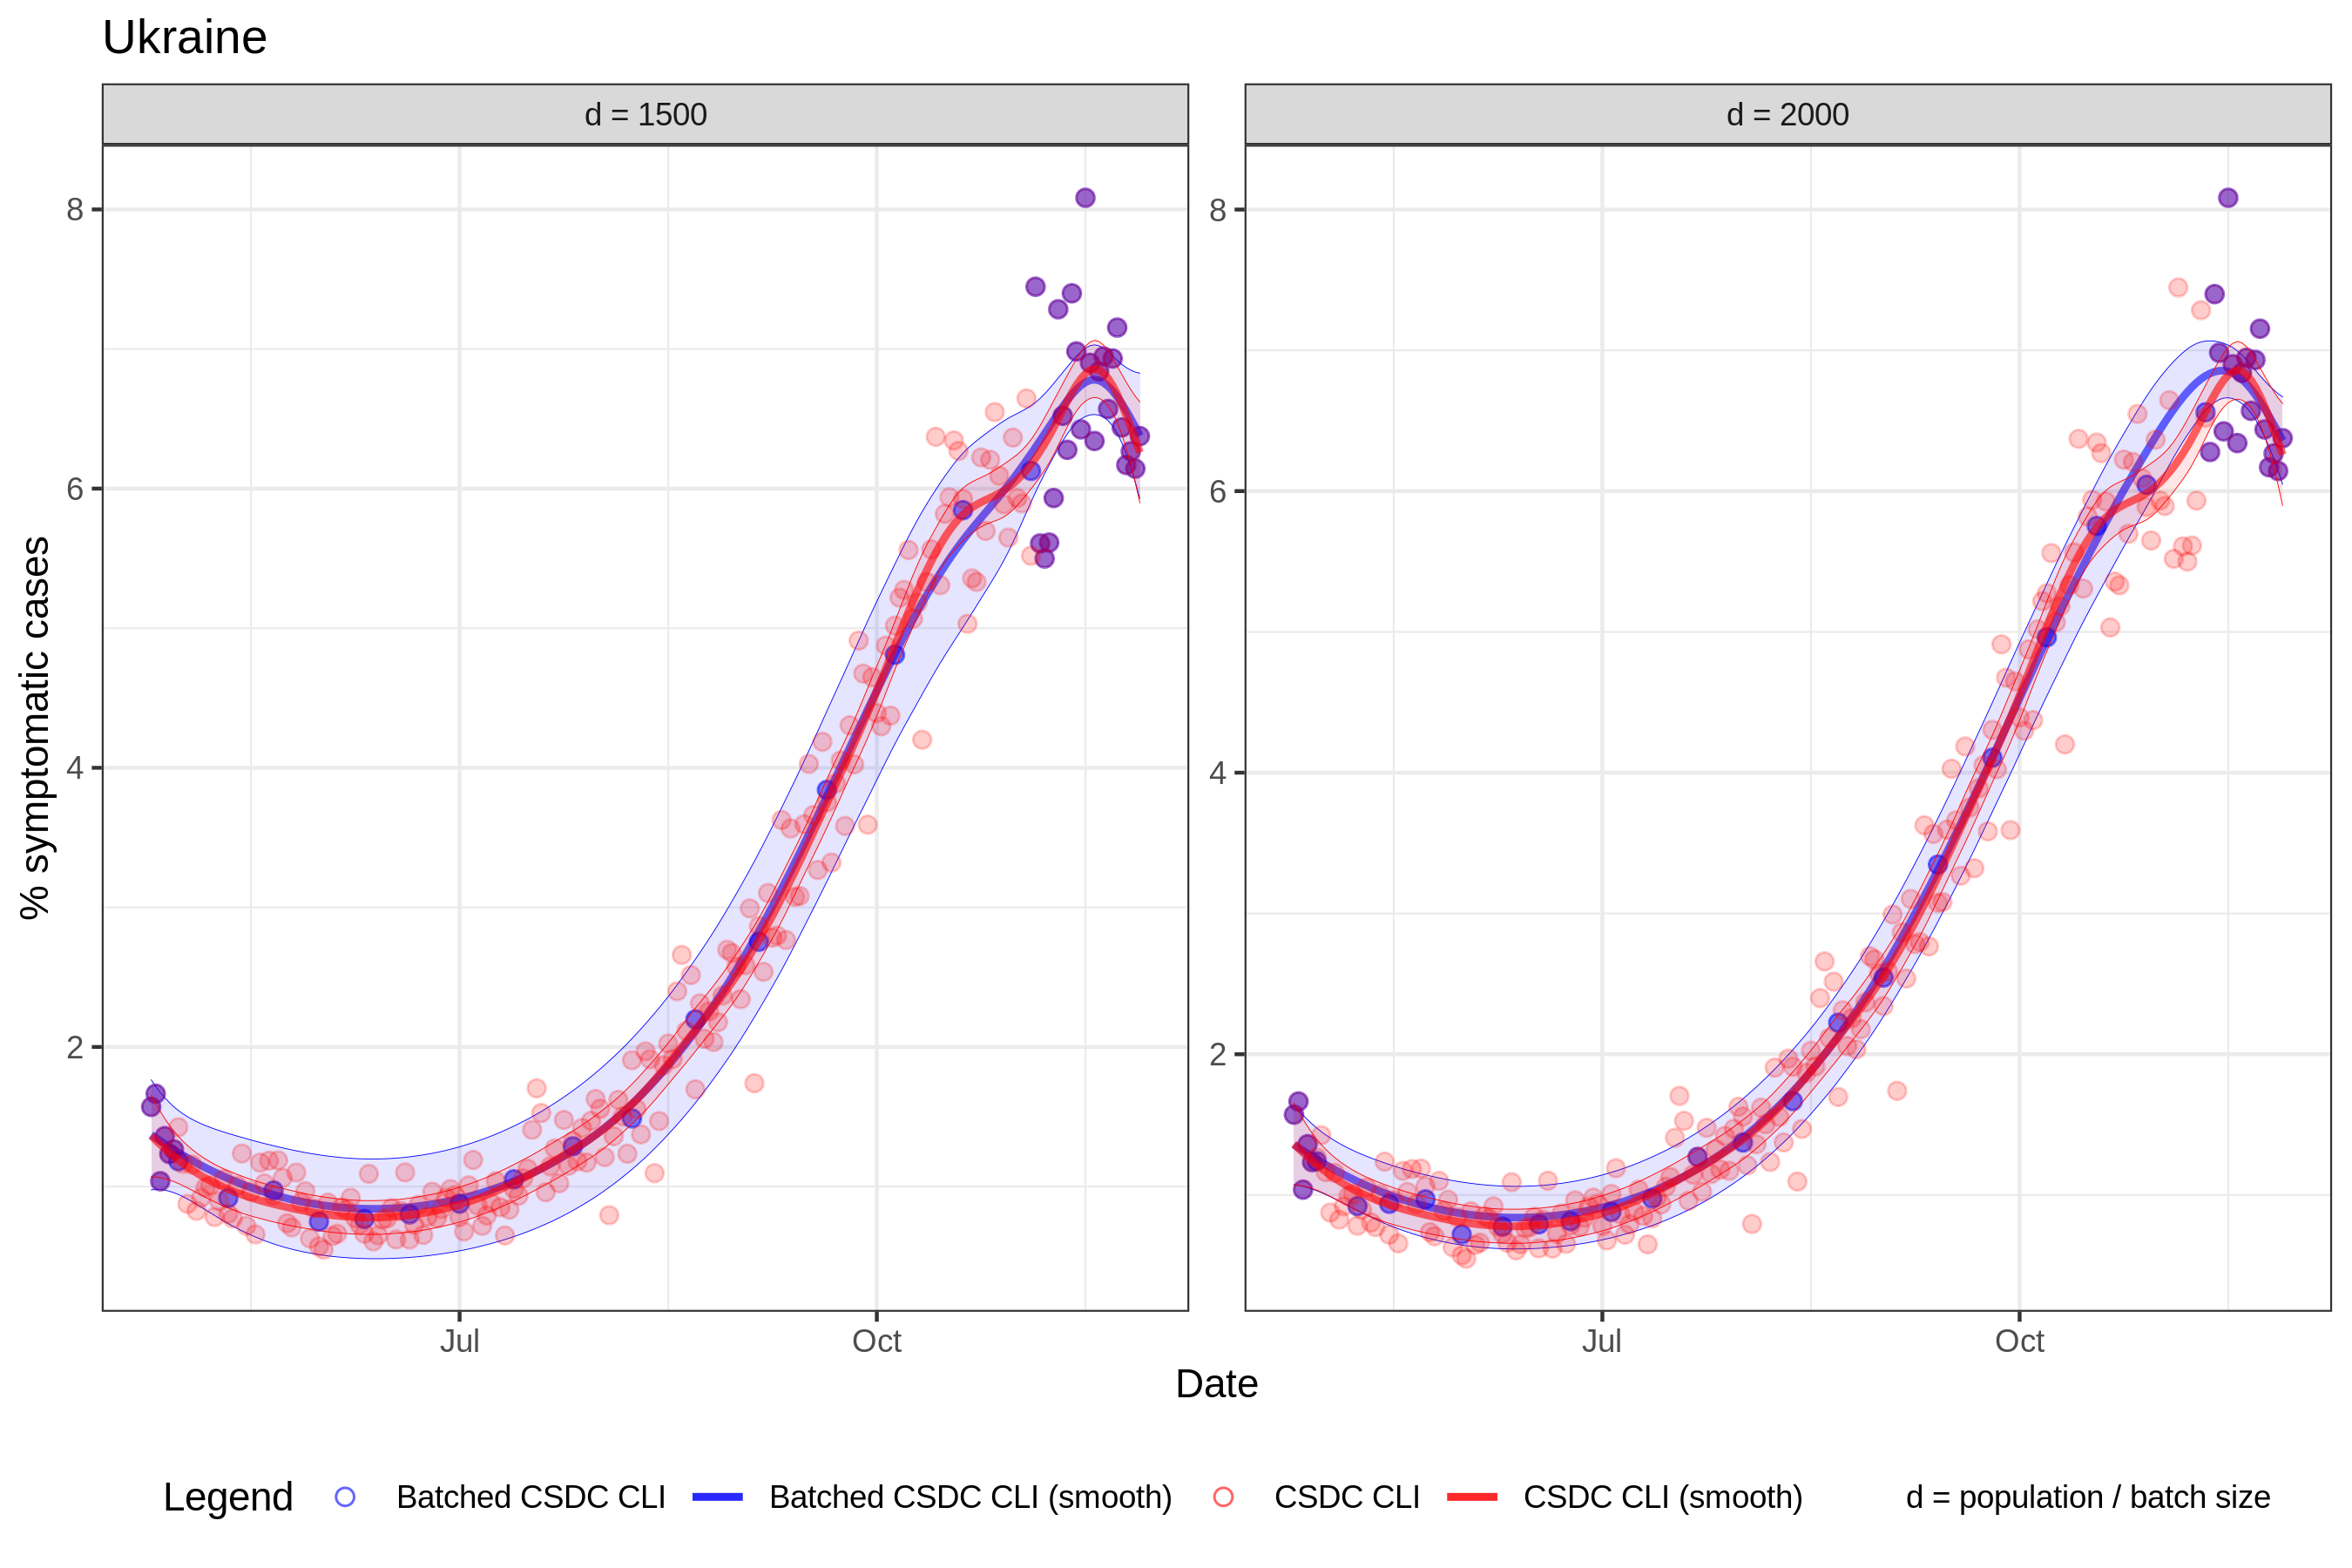 Ukraine
d = 1500
d = 2000
% symptomatic cases
8
6
4
2
8
6
4
2
Jul
Oct
Jul
Oct
Date
Legend
Batched CSDC CLI
Batched CSDC CLI (smooth)
CSDC CLI
CSDC CLI (smooth)
d = population / batch size